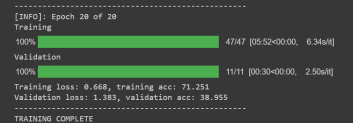 --------------------------------------------------
[INFO]: Epoch 20 of 20
Training
100% 47/47 [05:52<00:00, 6.34s/it]
Validation
100% 11/11 [00:30<00:00, 2.50s/it]
Training loss: 0.668, training acc: 71.251
Validation loss: 1.383, validation acc: 38.955
--------------------------------------------------
TRAINING COMPLETE